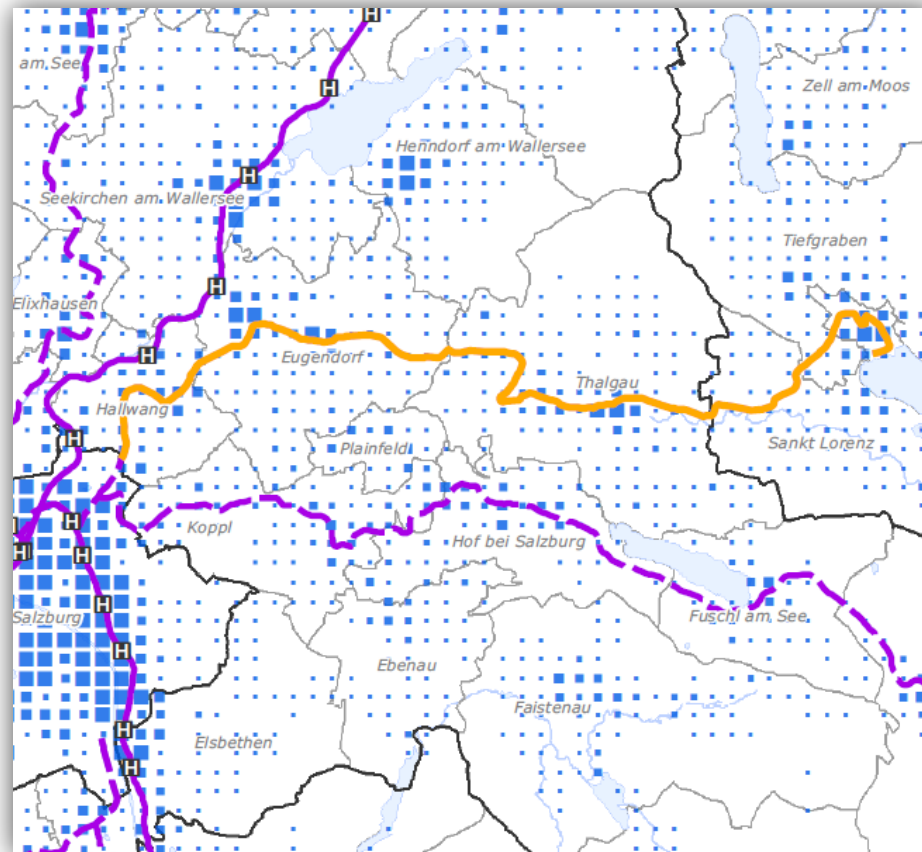 H
am See
H
Zell am Moos
Henndorf am Wallersee
H
Seekirchen am Wallersee
Tiefgraben
H
Elixhausen
H
Eugendorf
Thalgau
Hallwang
H
Plainfeld
Sankt Lorenz
H
Koppl
Hof bei Salzburg
H
H
H
Salzburg
Fuschl am See
H
Ebenau
Faistenau
H
Elsbethen
H